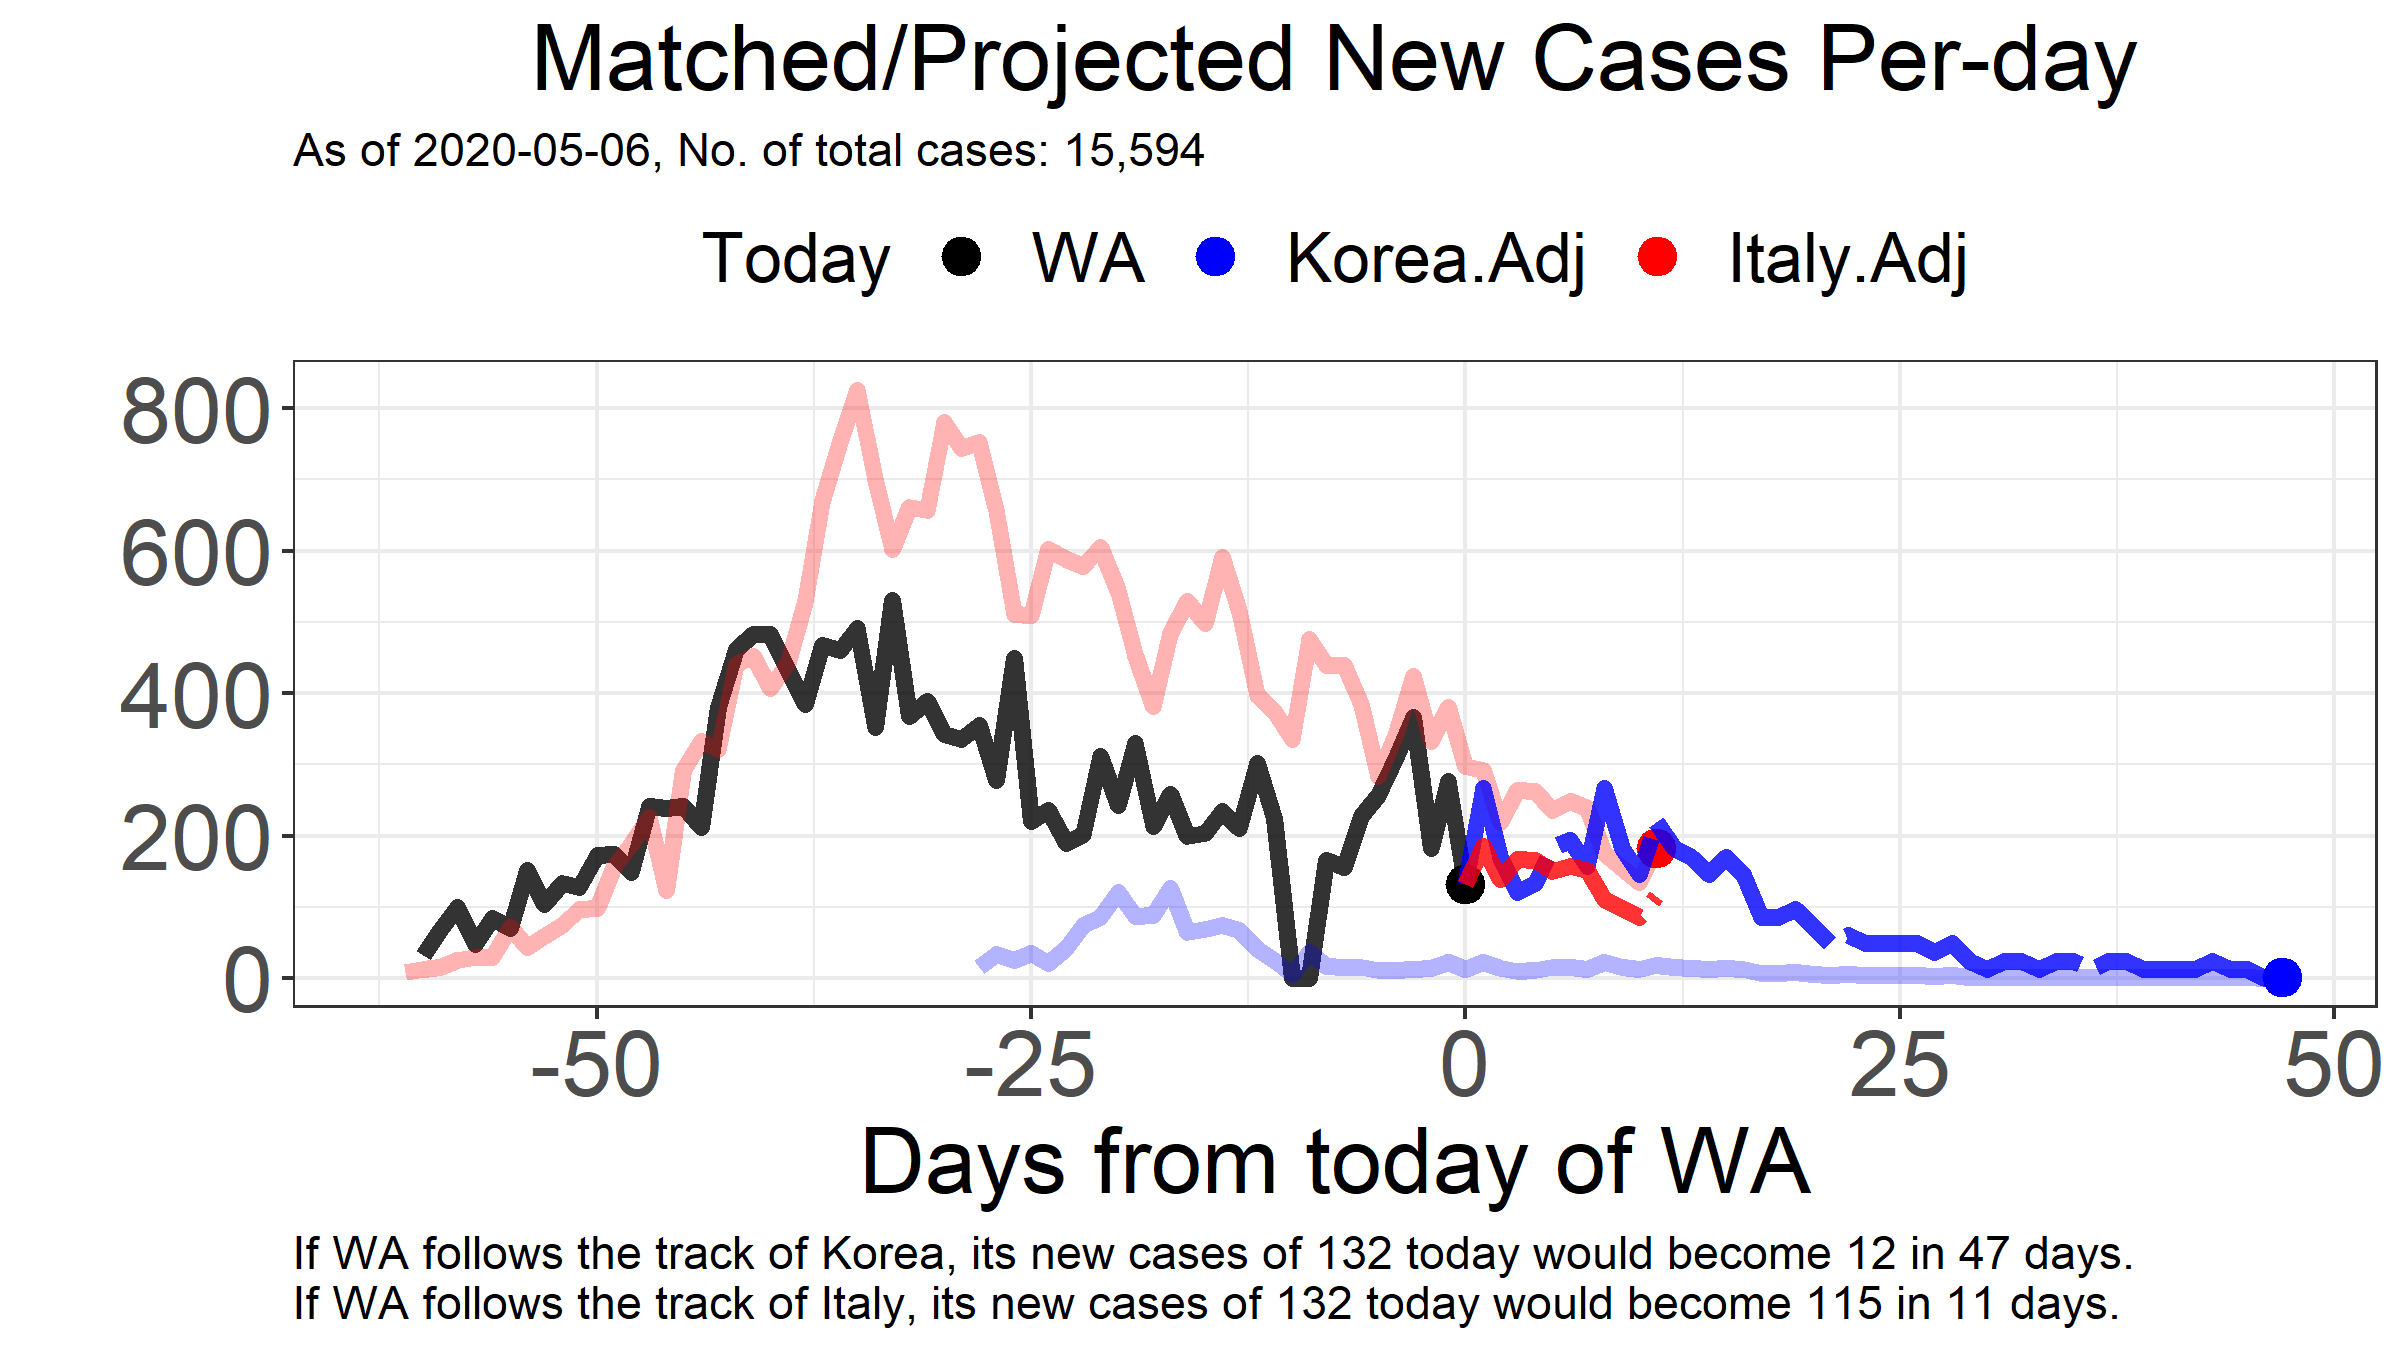 Matched/Projected New Cases Per-day
As of 2020-05-06, No. of total cases: 15,594
Today WA Korea.Adj Italy.Adj
800
600
400
200
0
-50 -25 0 25 50
Days from today of WA
If WA follows the track of Korea, its new cases of 132 today would become 12 in 47 days.
If WA follows the track of Italy, its new cases of 132 today would become 115 in 11 days.